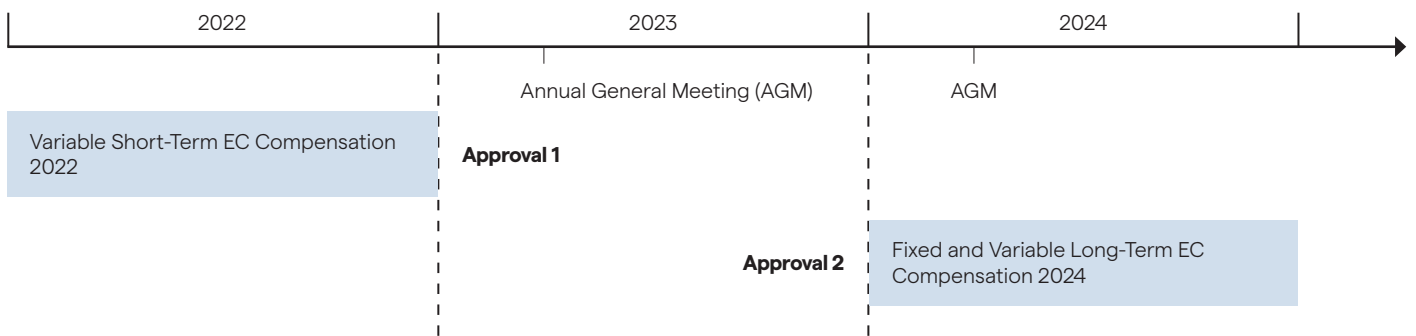 2022
2023
2024
Annual General Meeting (AGM)
AGM
Variable Short-Term EC Compensation
2022
Approval 1
Approval 2
Fixed and Variable Long-Term EC
Compensation 2024